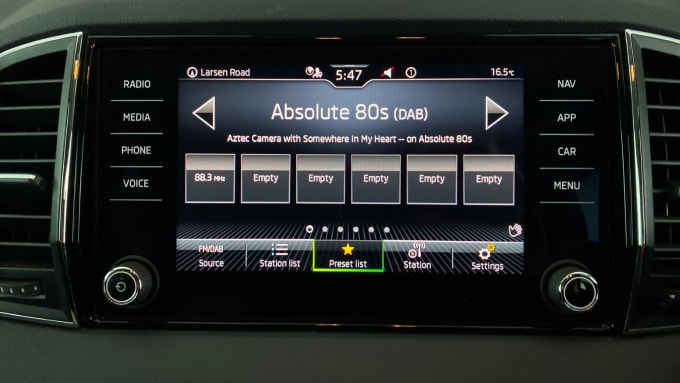 RADIO
MEDIA
PHONE
VOICE
Larsen Road
5:47
1
16.5°C
Absolute 80s (DAB)
Aztec Camera with Somewhere In My Heart -- on Absolute 80s
88.3 MHz
Empty
Empty
Empty
Empty
Empty
FM/DAB
Source
Station list
Preset list
Station
Settings
NAV
APP
CAR
MENU